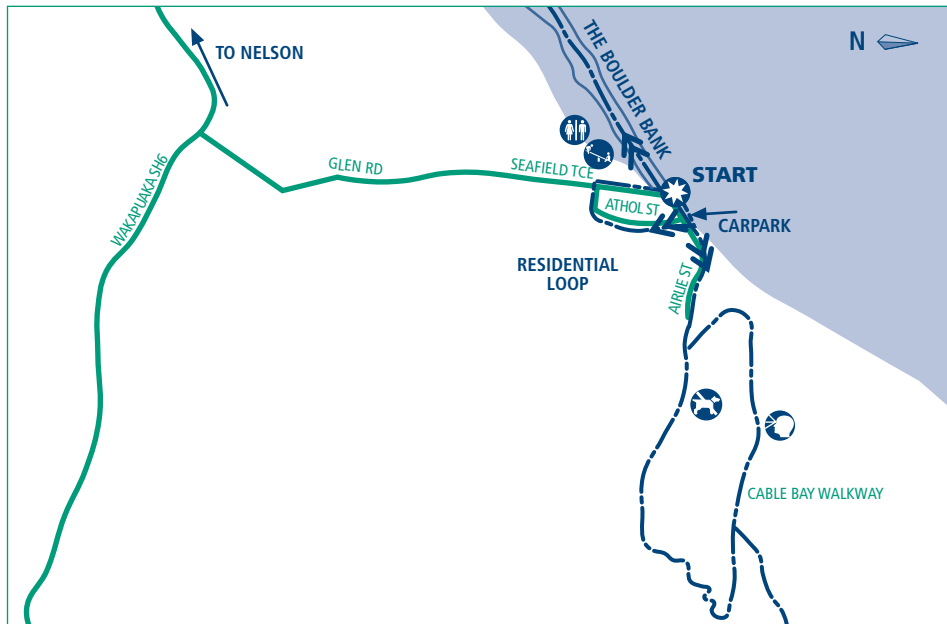 TO NELSON
THE BOULDER BANK
N
WAKAPUAKA SH6
GLEN RD
SEAFIELD TCE
START
ATHOL ST
CARPARK
RESIDENTIAL
LOOP
AIRLIE ST
CABLE BAY WALKWAY